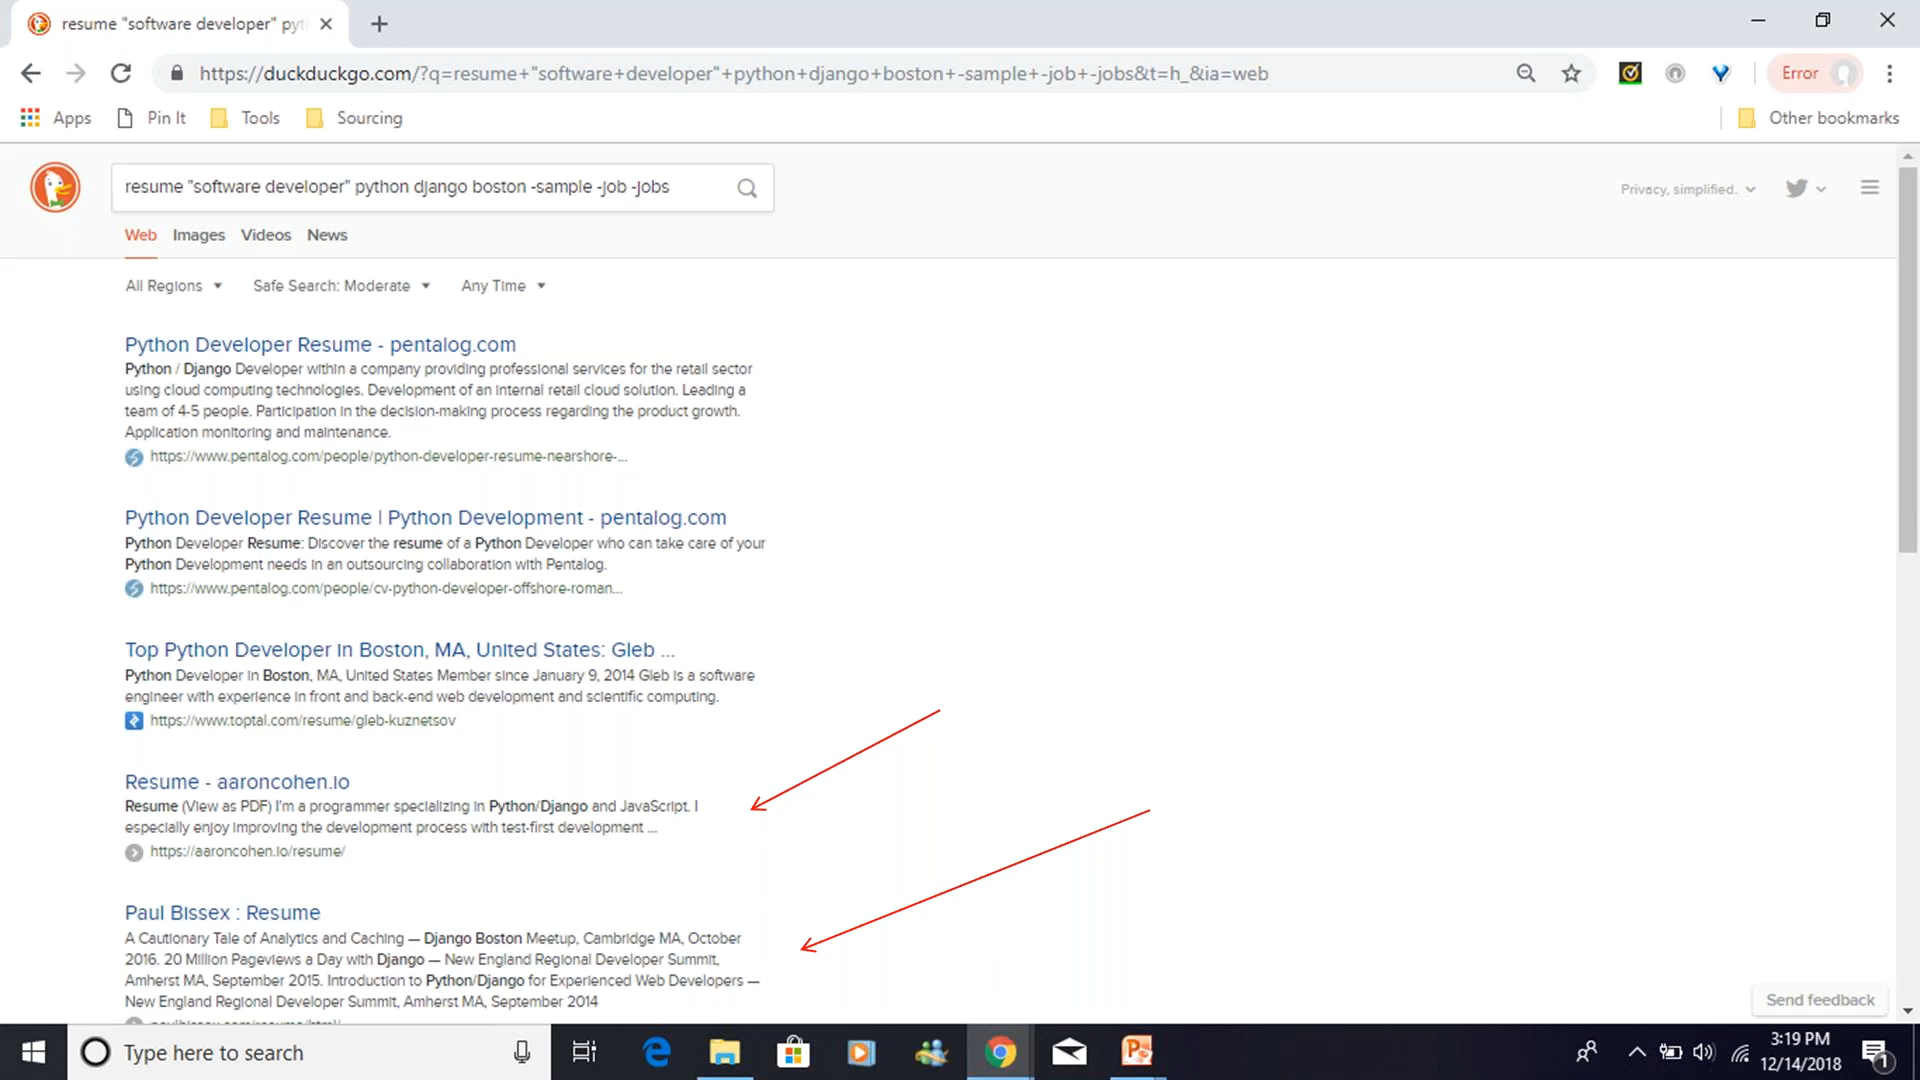 resume "software developer" pyth
https://duckduckgo.com/?q=resume+"software+developer"+python+django+boston+-sample+-job+-jobs&t=h_&ia=web
Error
Apps
Pin It
Tools
Sourcing
Other bookmarks
resume "software developer" python django boston -sample -job -jobs
Privacy, simplified.
Web Images Videos News
All Regions Safe Search: Moderate Any Time
Python Developer Resume - pentalog.com
Python / Django Developer within a company providing professional services for the retail sector
using cloud computing technologies. Development of an internal retail cloud solution. Leading a
team of 4-5 people. Participation in the decision-making process regarding the product growth.
Application monitoring and maintenance.
https://www.pentalog.com/people/python-developer-resume-nearshore-...
Python Developer Resume | Python Development - pentalog.com
Python Developer Resume: Discover the resume of a Python Developer who can take care of your
Python Development needs in an outsourcing collaboration with Pentalog.
https://www.pentalog.com/people/cv-python-developer-offshore-roman...
Top Python Developer in Boston, MA, United States: Gleb ...
Python Developer in Boston, MA, United States Member since January 9, 2014 Gleb is a software
engineer with experience in front and back-end web development and scientific computing.
https://www.toptal.com/resume/gleb-kuznetsov
Resume - aaroncohen.io
Resume (View as PDF) I'm a programmer specializing in Python/Django and JavaScript. I
especially enjoy improving the development process with test-first development ...
https://aaroncohen.io/resume/
Paul Bissex : Resume
A Cautionary Tale of Analytics and Caching — Django Boston Meetup, Cambridge MA, October
2016. 20 Million Pageviews a Day with Django — New England Regional Developer Summit,
Amherst MA, September 2015. Introduction to Python/Django for Experienced Web Developers —
New England Regional Developer Summit, Amherst MA, September 2014
Send feedback
Type here to search
3:19 PM
12/14/2018
1